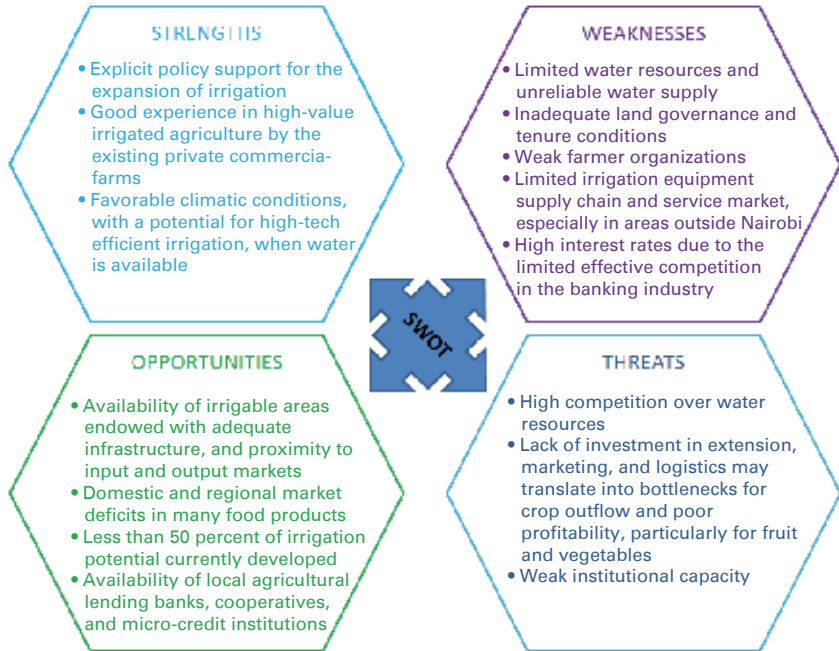 STRENGTHS
• Explicit policy support for the
expansion of irrigation
• Good experience in high-value
irrigated agriculture by the
existing private commercia-
farms
• Favorable climatic conditions,
with a potential for high-tech
efficient irrigation, when water
is available
WEAKNESSES
• Limited water resources and
unreliable water supply
• Inadequate land governance and
tenure conditions
• Weak farmer organizations
• Limited irrigation equipment
supply chain and service market,
especially in areas outside Nairobi
• High interest rates due to the
limited effective competition
in the banking industry
SWOT
OPPORTUNITIES
• Availability of irrigable areas
endowed with adequate
infrastructure, and proximity to
input and output markets
• Domestic and regional market
deficits in many food products
• Less than 50 percent of irrigation
potential currently developed
• Availability of local agricultural
lending banks, cooperatives,
and micro-credit institutions
THREATS
• High competition over water
resources
• Lack of investment in extension,
marketing, and logistics may
translate into bottlenecks for
crop outflow and poor
profitability, particularly for fruit
and vegetables
• Weak institutional capacity